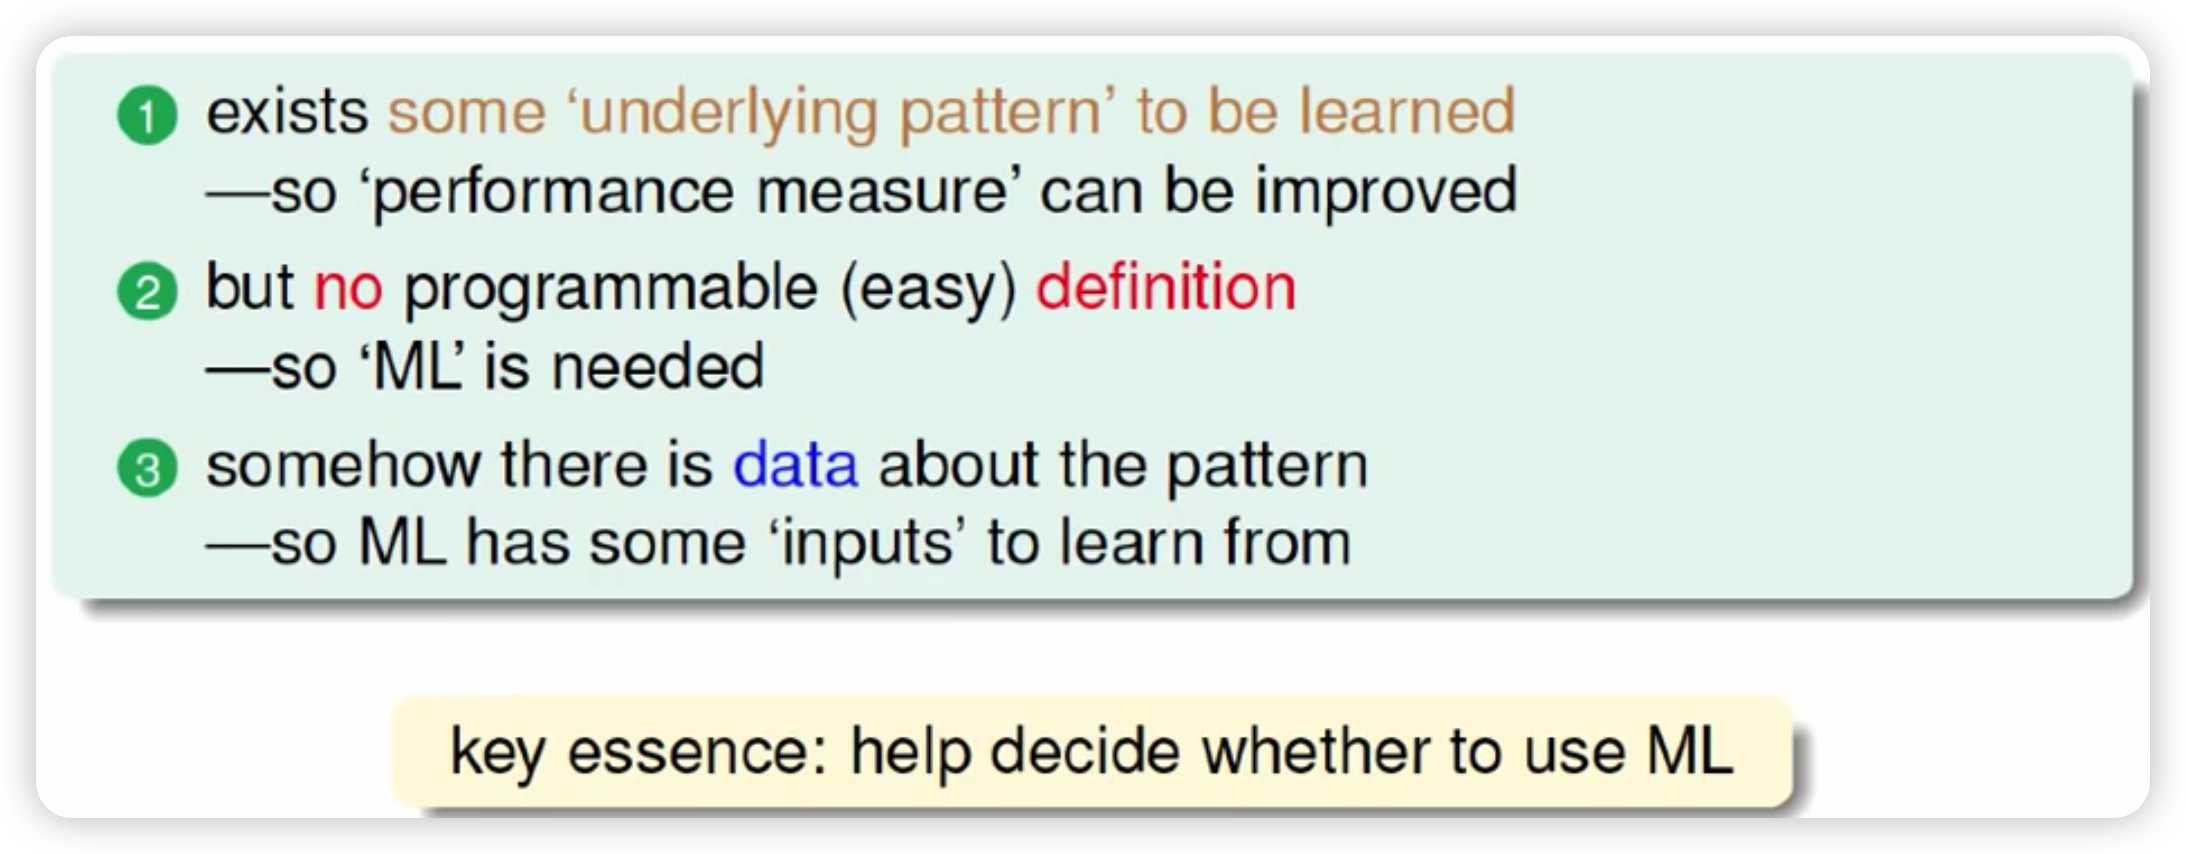 1 exists some ‘underlying pattern’ to be learned
—so ‘performance measure’ can be improved
2 but no programmable (easy) definition
—so ‘ML’ is needed
3 somehow there is data about the pattern
—so ML has some ‘inputs’ to learn from
key essence: help decide whether to use ML